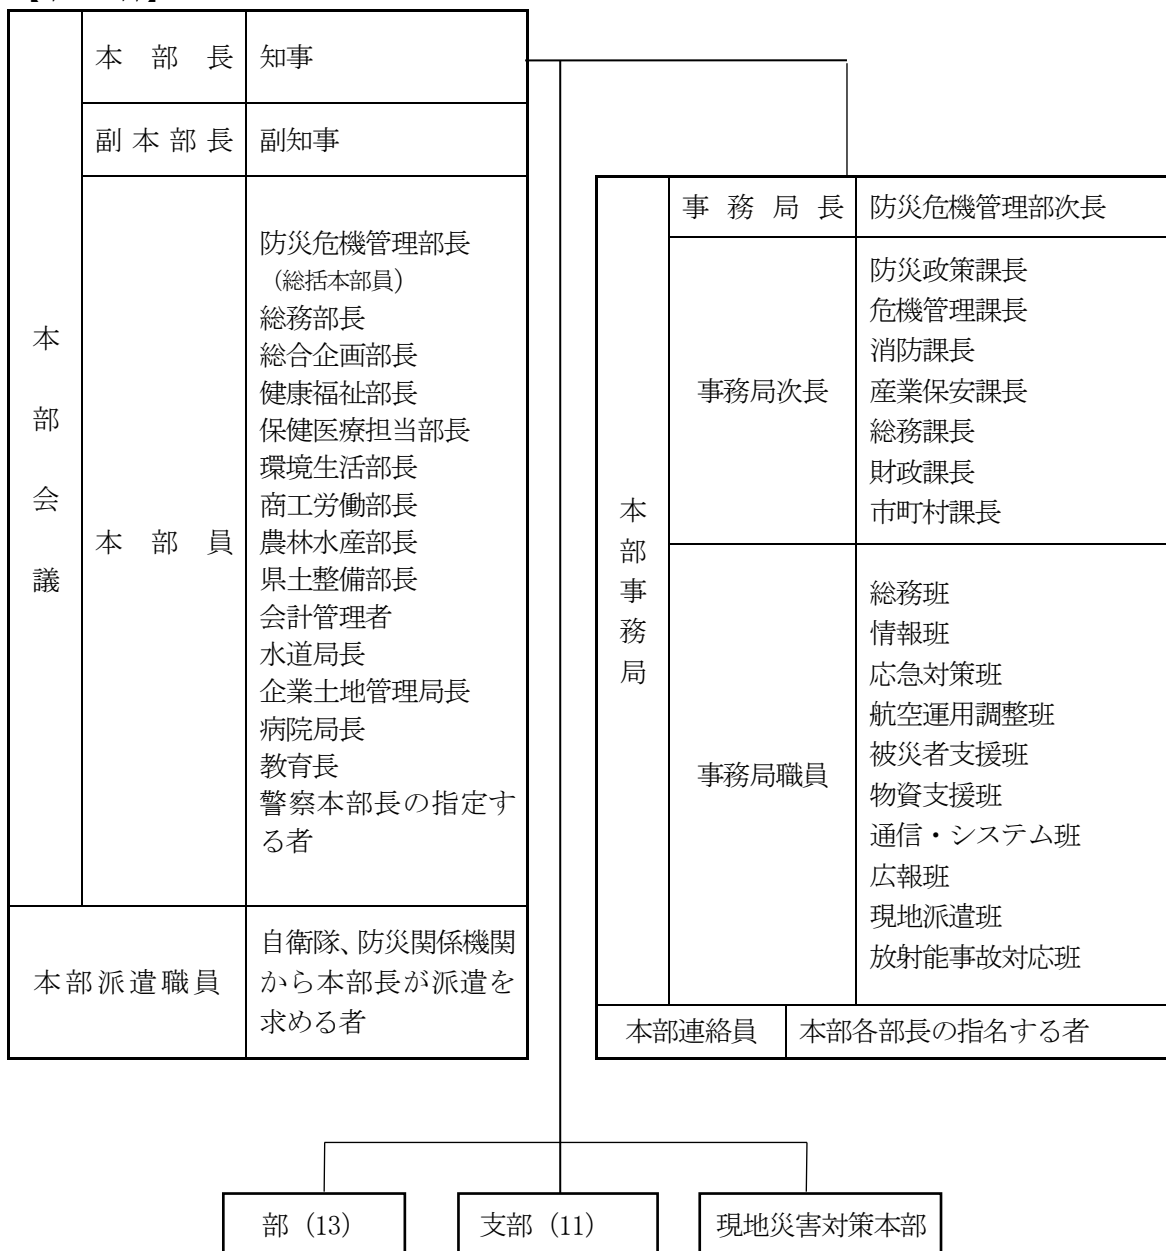 本部会議
本部長
知事
副本部長
副知事
本部員
防災危機管理部長
（総括本部員）
総務部長
総合企画部長
健康福祉部長
保健医療担当部長
環境生活部長
商工労働部長
農林水産部長
県土整備部長
会計管理者
水道局長
企業土地管理局長
病院局長
教育長
警察本部長の指定す
る者
本部派遣職員
自衛隊、防災関係機関
から本部長が派遣を
求める者
本部事務局
事務局長
防災危機管理部次長
事務局次長
防災政策課長
危機管理課長
消防課長
産業保安課長
総務課長
財政課長
市町村課長
事務局職員
総務班
情報班
応急対策班
航空運用調整班
被災者支援班
物資支援班
通信・システム班
広報班
現地派遣班
放射能事故対応班
本部連絡員
本部各部長の指名する者
部（13）
支部（11）
現地災害対策本部